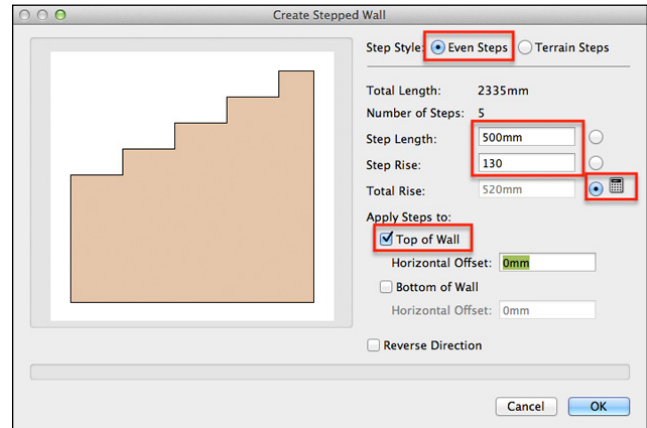 Create Stepped Wall
Step Style: Even Steps Terrain Steps
Total Length: 2335mm
Number of Steps: 5
Step Length: 500mm
Step Rise: 130
Total Rise: 520mm
Apply Steps to:
Top of Wall
Horizontal Offset: 0mm
Bottom of Wall
Horizontal Offset: 0mm
Reverse Direction
Cancel OK